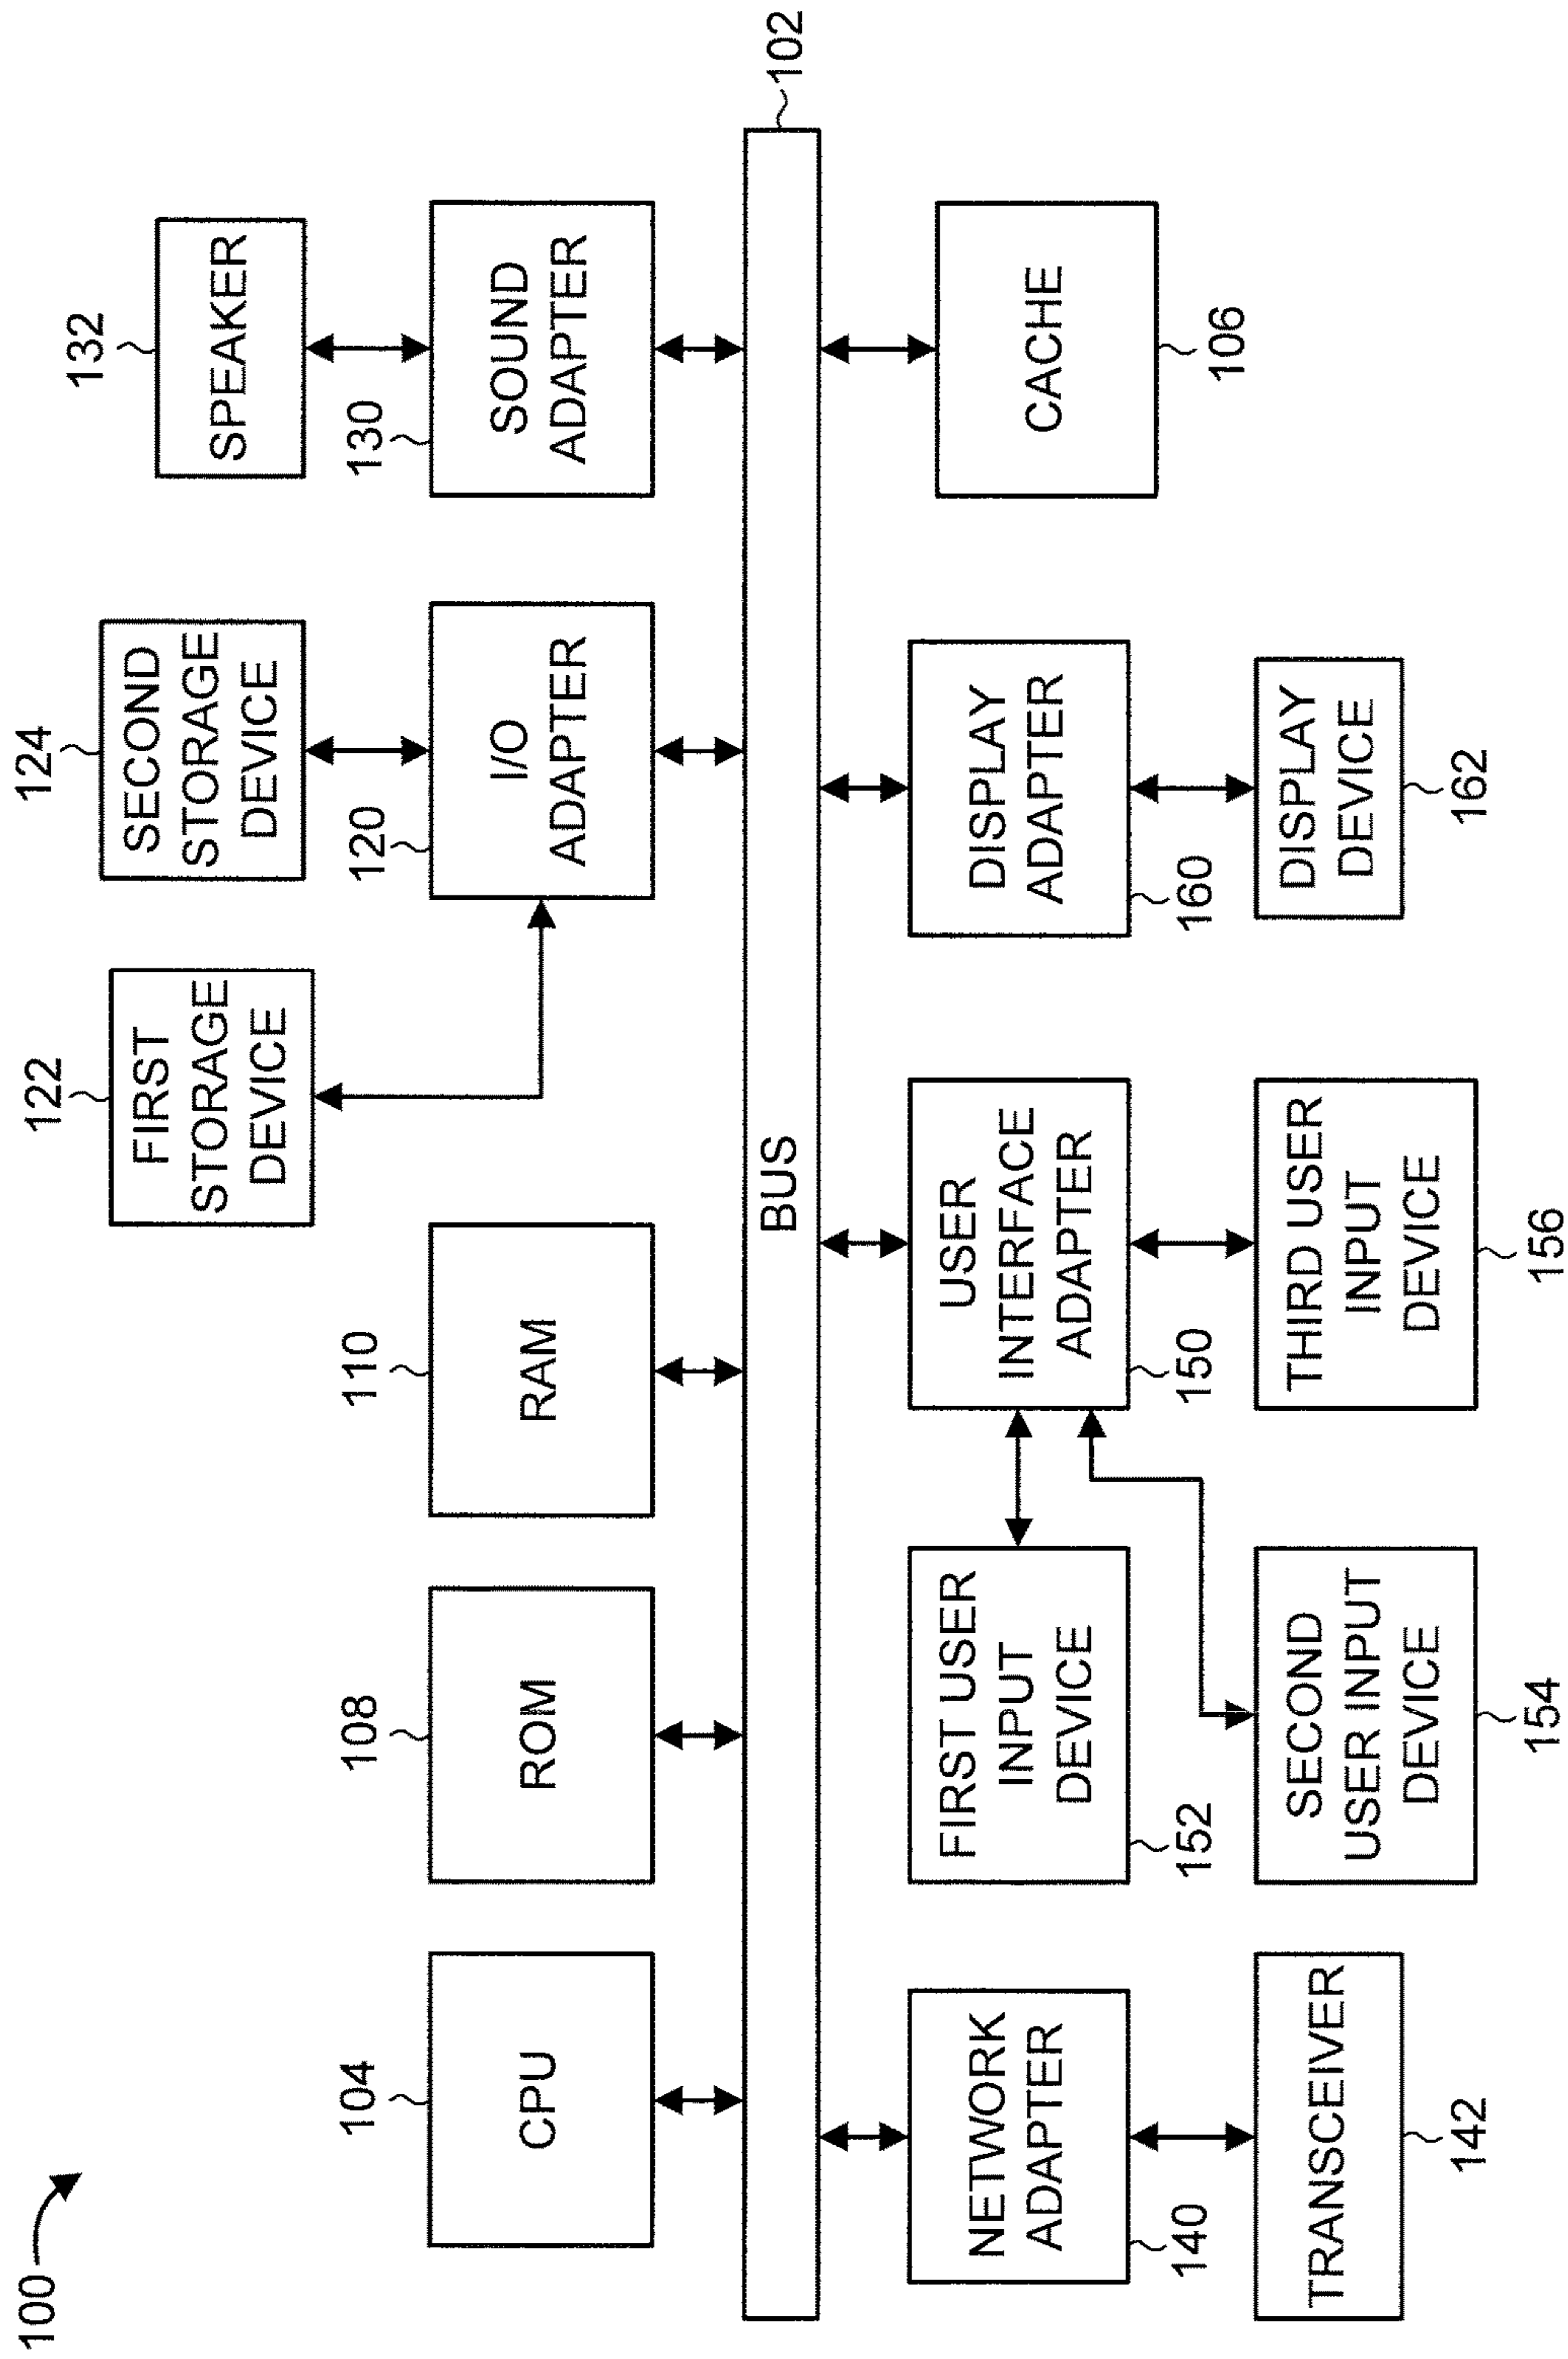 100
104
CPU
108
ROM
110
RAM
122
FIRST
STORAGE
DEVICE
124
SECOND
STORAGE
DEVICE
120
I/O
ADAPTER
132
SPEAKER
130
SOUND
ADAPTER
BUS
102
NETWORK
ADAPTER
140
TRANSCEIVER
142
FIRST USER
INPUT
DEVICE
152
SECOND
USER INPUT
DEVICE
154
USER
INTERFACE
ADAPTER
150
THIRD USER
INPUT
DEVICE
156
DISPLAY
ADAPTER
160
DISPLAY
DEVICE
162
CACHE
106